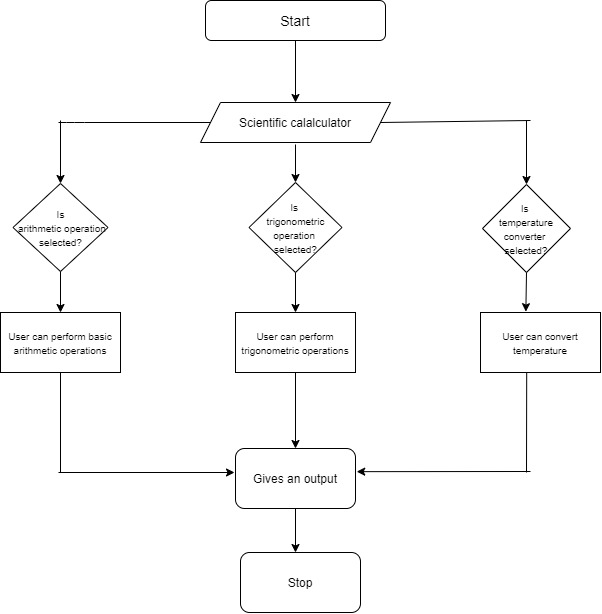 Start
Scientific calalculator
Is
arithmetic operation
selected?
Is
trigonometric
operation
selected?
Is
temperature
converter
selected?
User can perform basic
arithmetic operations
User can perform
trigonometric operations
User can convert
temperature
Gives an output
Stop